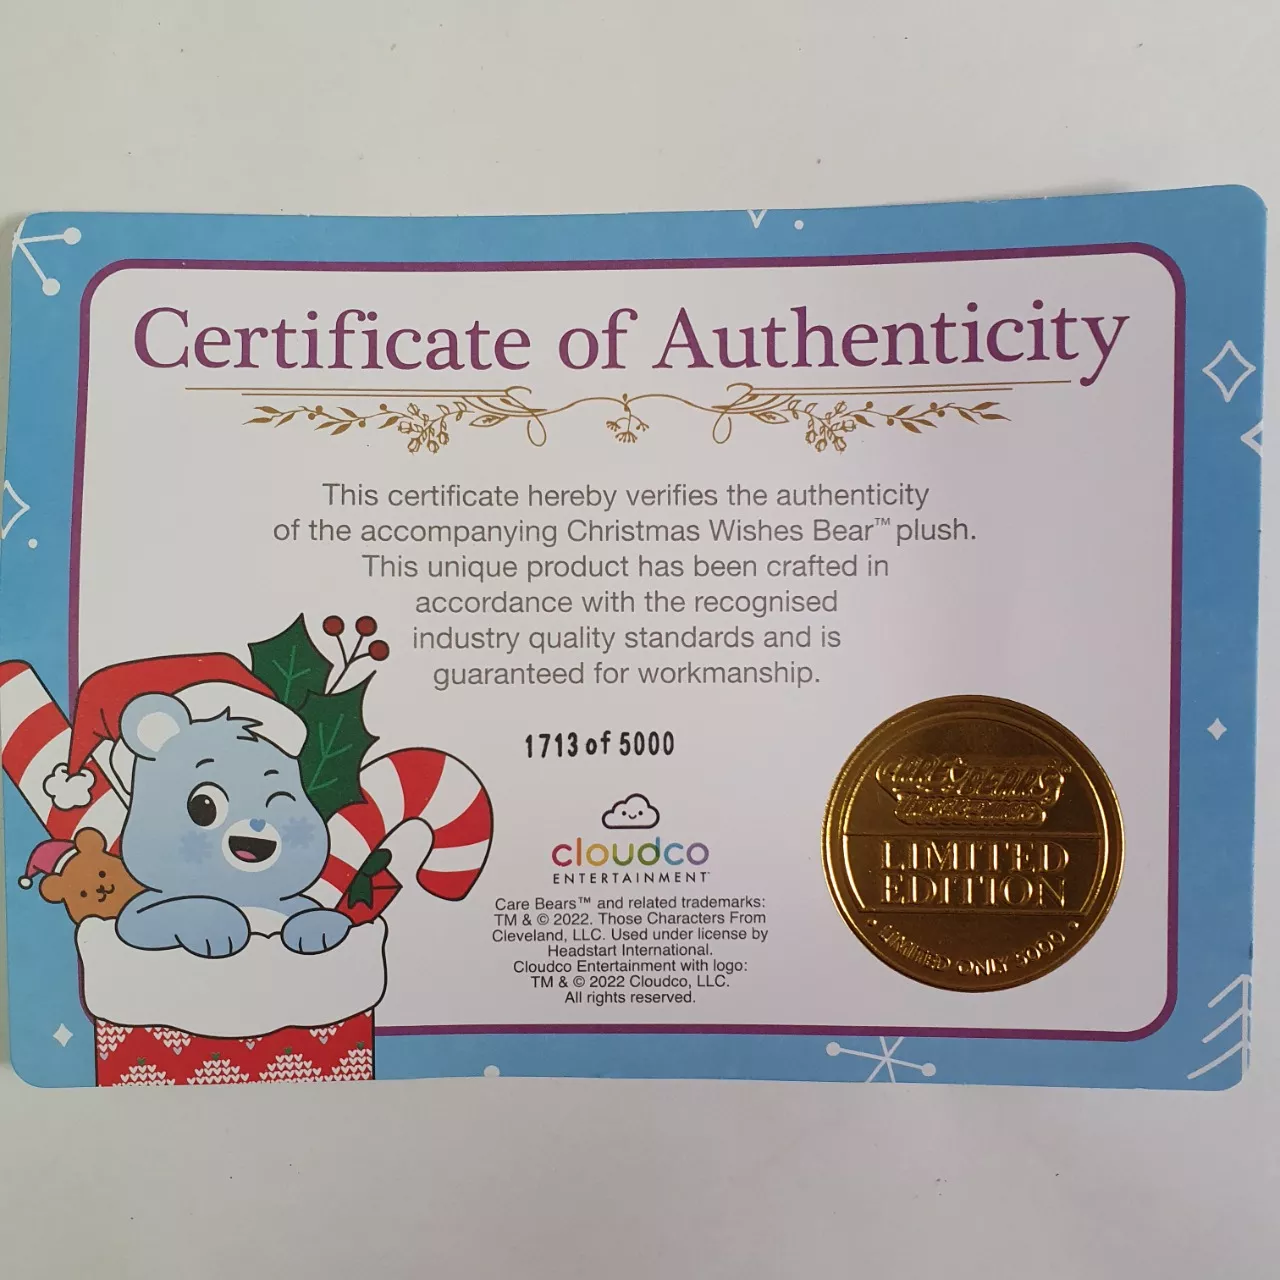 Certificate of Authenticity
This certificate hereby verifies the authenticity
of the accompanying Christmas Wishes Bear™ plush.
This unique product has been crafted in
accordance with the recognised
industry quality standards and is
guaranteed for workmanship.
1713 of 5000
cloudco
ENTERTAINMENT™
Care Bears™ and related trademarks:
TM & © 2022. Those Characters From
Cleveland, LLC. Used under license by
Headstart International.
Cloudco Entertainment with logo:
TM & © 2022 Cloudco, LLC.
All rights reserved.
CARE BEARS
LIMITED
EDITION
• LIMITED ONLY 5000 •